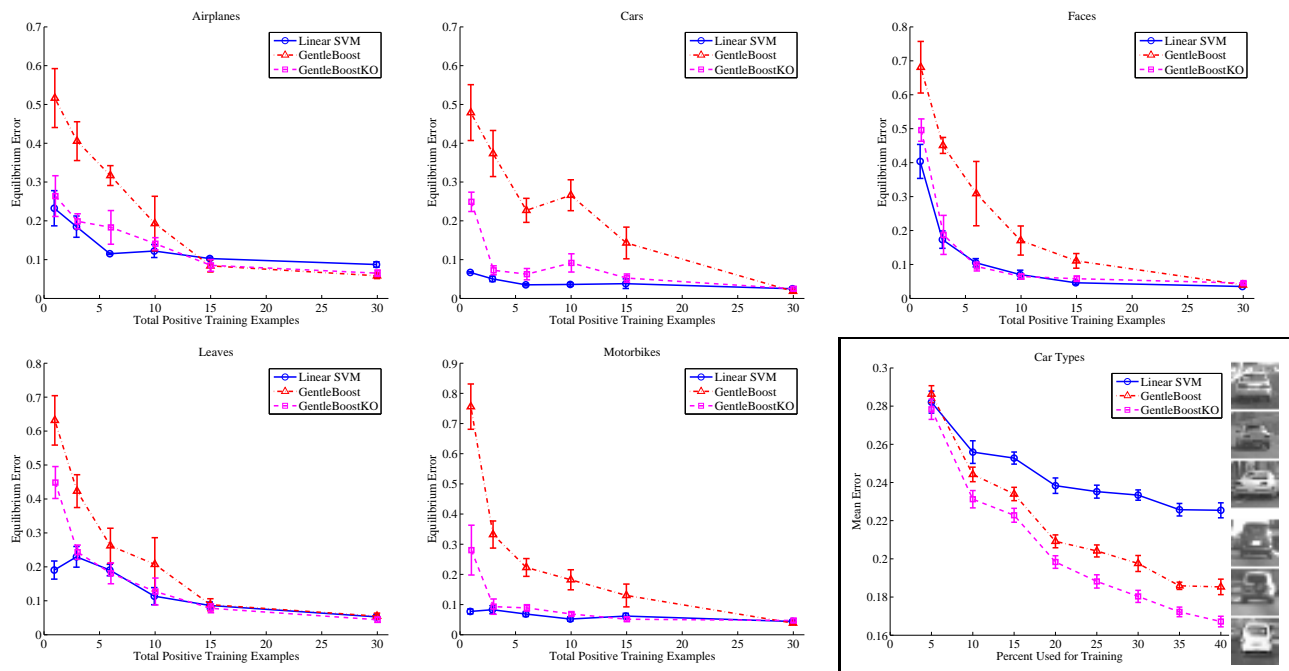 Airplanes
0.7
0.6
0.5
0.4
0.3
0.2
0.1
0
Equilibrium Error
Linear SVM
GentleBoost
GentleBoostKO
0 5 10 15 20 25 30
Total Positive Training Examples
Cars
0.7
0.6
0.5
0.4
0.3
0.2
0.1
0
Equilibrium Error
Linear SVM
GentleBoost
GentleBoostKO
0 5 10 15 20 25 30
Total Positive Training Examples
Faces
0.8
0.7
0.6
0.5
0.4
0.3
0.2
0.1
0
Equilibrium Error
Linear SVM
GentleBoost
GentleBoostKO
0 5 10 15 20 25 30
Total Positive Training Examples
Leaves
0.8
0.7
0.6
0.5
0.4
0.3
0.2
0.1
0
Equilibrium Error
Linear SVM
GentleBoost
GentleBoostKO
0 5 10 15 20 25 30
Total Positive Training Examples
Motorbikes
0.9
0.8
0.7
0.6
0.5
0.4
0.3
0.2
0.1
0
Equilibrium Error
Linear SVM
GentleBoost
GentleBoostKO
0 5 10 15 20 25 30
Total Positive Training Examples
Car Types
0.3
0.28
0.26
0.24
0.22
0.2
0.18
0.16
Mean Error
Linear SVM
GentleBoost
GentleBoostKO
5 10 15 20 25 30 35 40
Percent Used for Training